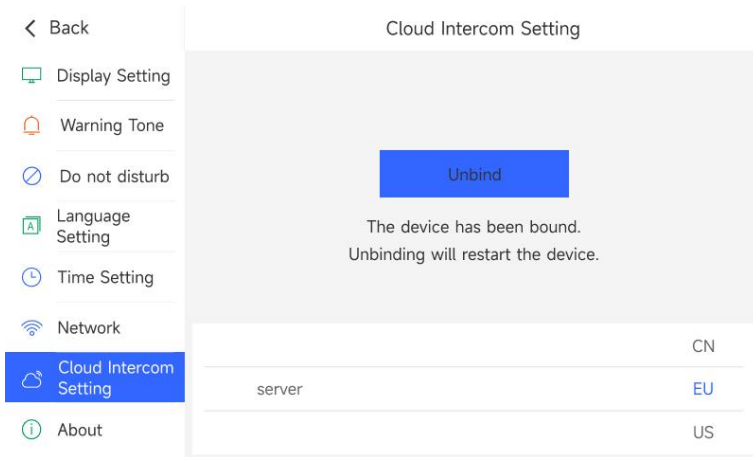 Back
Cloud Intercom Setting
Display Setting
Warning Tone
Do not disturb
A
Language
Setting
Time Setting
Network
Cloud Intercom
Setting
About
Unbind
The device has been bound.
Unbinding will restart the device.
CN
server EU
US